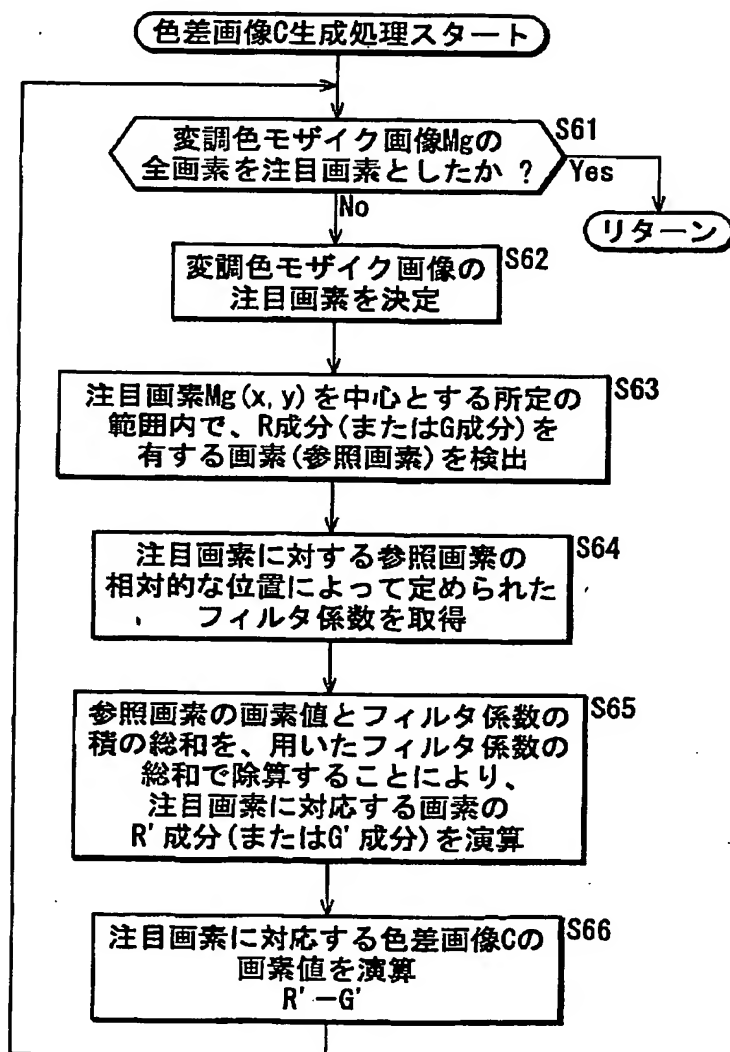 色差画像C生成処理スタート
変調色モザイク画像Mgの
全画素を注目画素としたか ?
S61
Yes
No
リターン
変調色モザイク画像の
注目画素を決定
S62
注目画素Mg(x,y)を中心とする所定の
範囲内で、R成分(またはG成分)を
有する画素(参照画素)を検出
S63
注目画素に対する参照画素の
相対的な位置によって定められた
フィルタ係数を取得
S64
参照画素の画素値とフィルタ係数の
積の総和を、用いたフィルタ係数の
総和で除算することにより、
注目画素に対応する画素の
R'成分(またはG'成分)を演算
S65
注目画素に対応する色差画像Cの
画素値を演算
R'−G'
S66